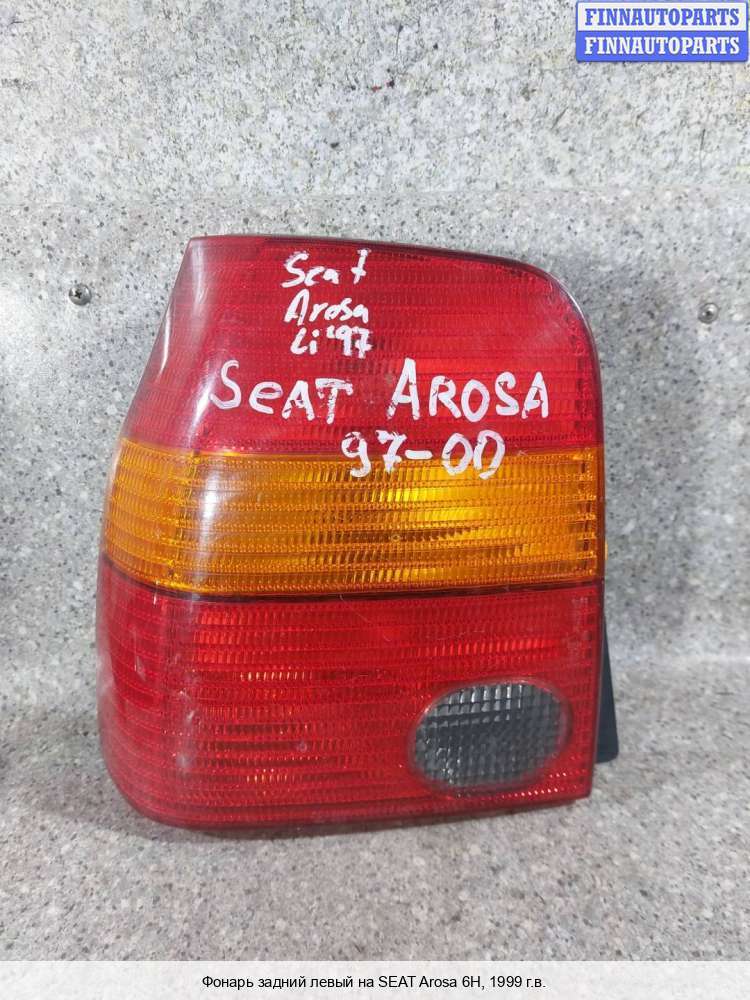 FINNAUTOPARTS
FINNAUTOPARTS
Seat
Arosa
Li '97
SEAT AROSA
97-00
Фонарь задний левый на SEAT Arosa 6H, 1999 г.в.